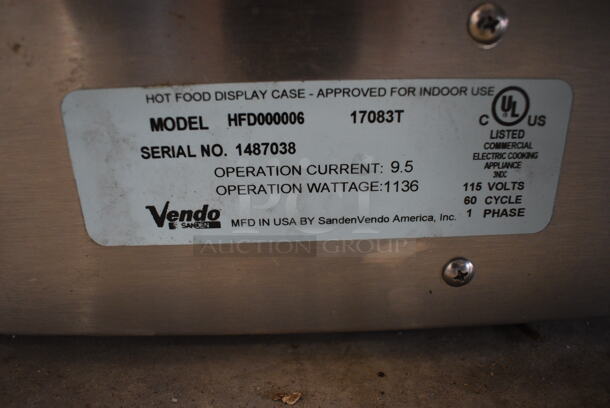 HOT FOOD DISPLAY CASE - APPROVED FOR INDOOR USE
MODEL HFD000006 17083T
SERIAL NO. 1487038
OPERATION CURRENT: 9.5
OPERATION WATTAGE:1136
Vendo
SANDEN
MFD IN USA BY SandenVendo America, Inc.
C UL US
LISTED
COMMERCIAL
ELECTRIC COOKING
APPLIANCE
115 VOLTS
60 CYCLE
1 PHASE
PCI
AUCTION GROUP